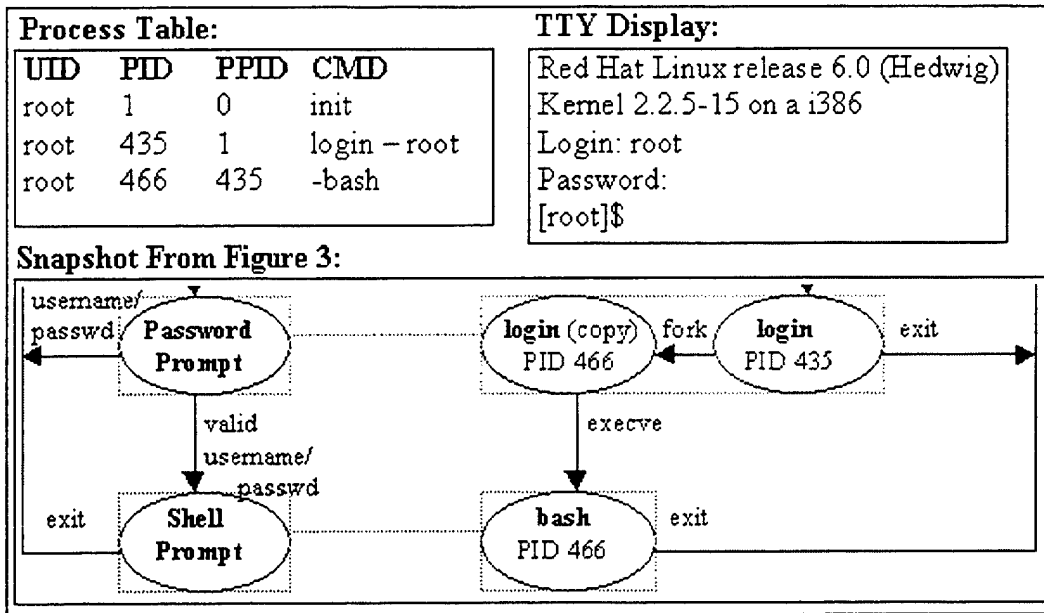 Process Table:
UID PID PPID CMD
root 1 0 init
root 435 1 login – root
root 466 435 -bash
TTY Display:
Red Hat Linux release 6.0 (Hedwig)
Kernel 2.2.5-15 on a i386
Login: root
Password:
[root]$
Snapshot From Figure 3:
username/
passwd
Password
Prompt
login (copy)
PID 466
fork
login
PID 435
exit
valid
username/
passwd
execve
exit
Shell
Prompt
bash
PID 466
exit